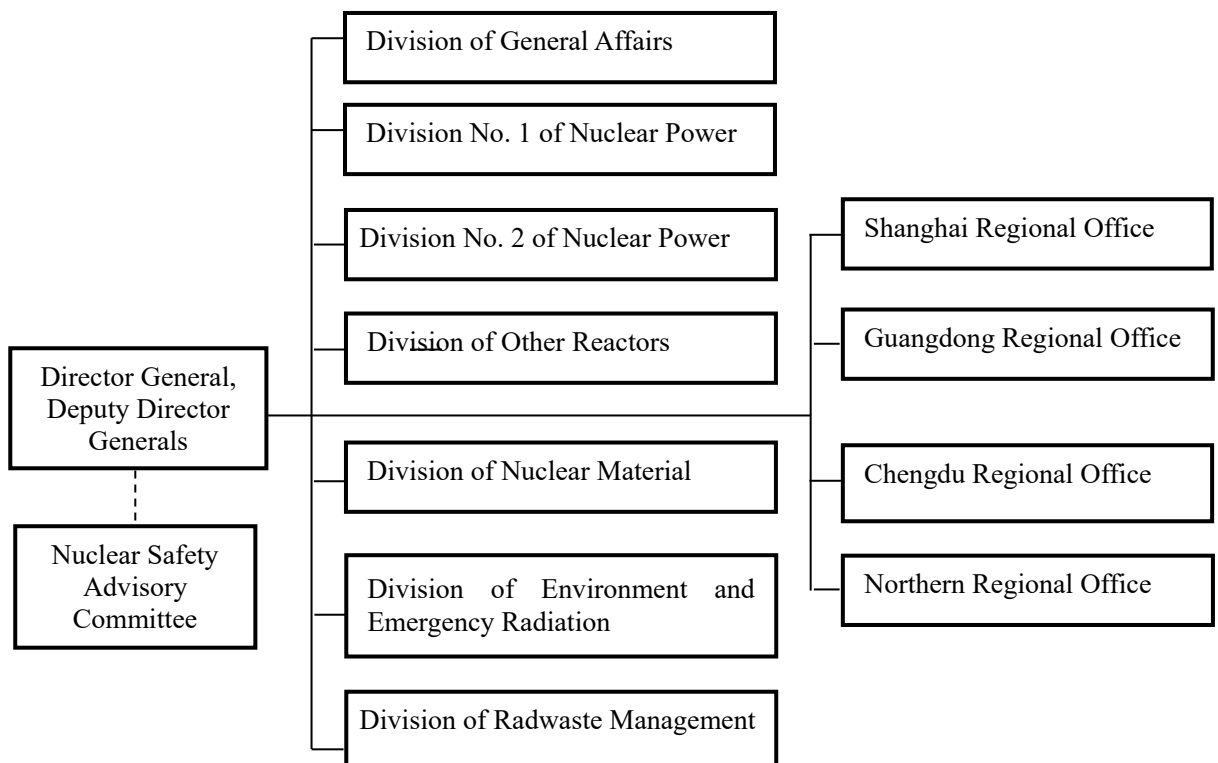 Division of General Affairs
Division No. 1 of Nuclear Power
Division No. 2 of Nuclear Power
Division of Other Reactors
Director General,
Deputy Director
Generals
Nuclear Safety
Advisory
Committee
Division of Nuclear Material
Division of Environment and
Emergency Radiation
Division of Radwaste Management
Shanghai Regional Office
Guangdong Regional Office
Chengdu Regional Office
Northern Regional Office